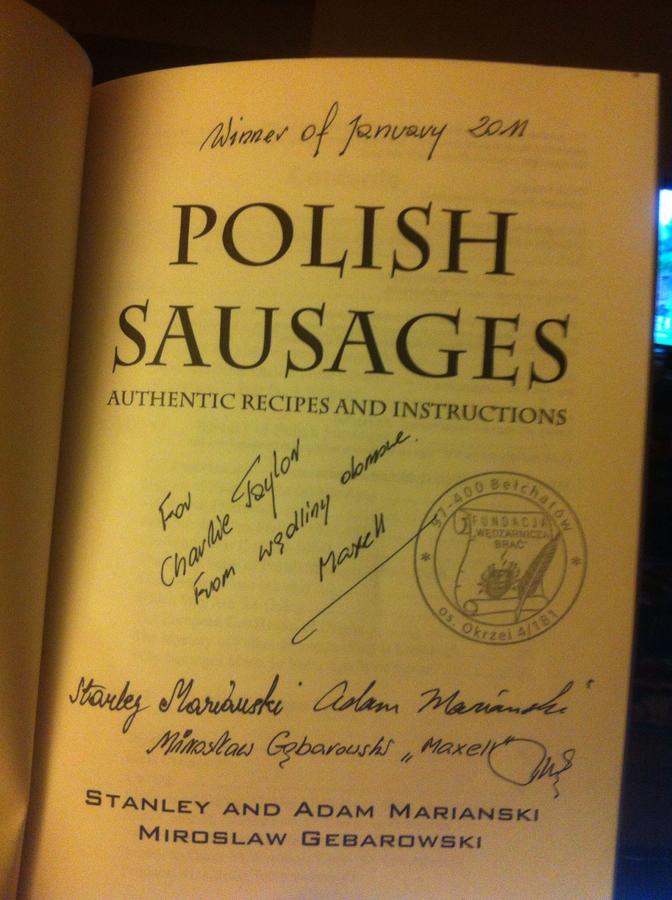 Winner of January 2011
POLISH
SAUSAGES
AUTHENTIC RECIPES AND INSTRUCTIONS
For
Charlie Taylor
From wędliny domowe.
Maxell
97-400 Bełchatów
FUNDACJA
"WĘDZARNICZA
BRAĆ"
os. Okrzei 4/181
Stanley Mariański Adam Mariański
Mirosław Gębarowski „Maxell"
STANLEY AND ADAM MARIANSKI
MIROSLAW GEBAROWSKI